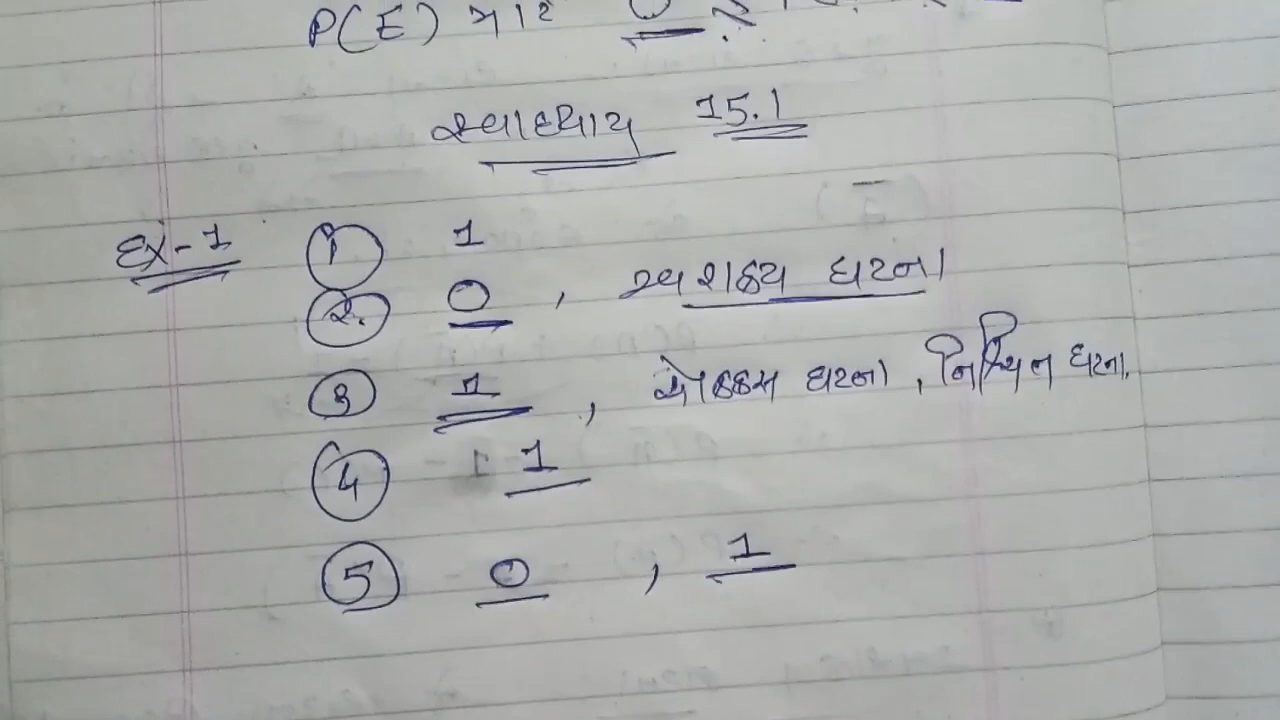 P(E) માટે 0 ≤
સ્વાધ્યાય 15.1
Ex-1 ① 1
②. 0 , અશક્ય ઘટના
③ 1 , ચોક્કસ ઘટના , નિશ્ચિત ઘટના.
④ 1
⑤ 0 , 1